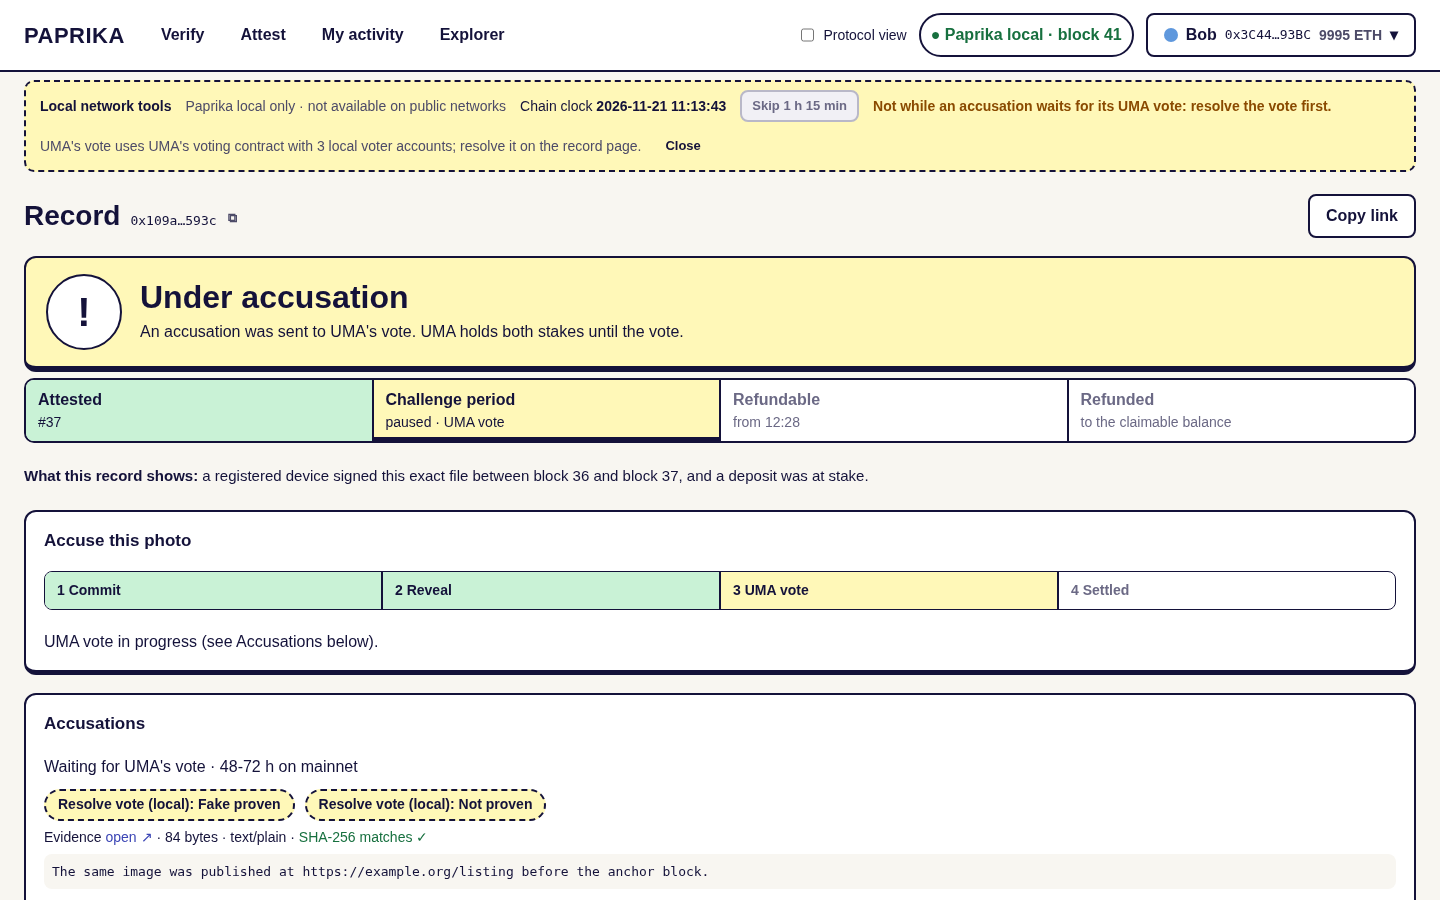 PAPRIKA Verify Attest My activity Explorer Protocol view ● Paprika local · block 41 Bob 0x3C44…93BC 9995 ETH ▼
Local network tools Paprika local only · not available on public networks Chain clock 2026-11-21 11:13:43 Skip 1 h 15 min Not while an accusation waits for its UMA vote: resolve the vote first.
UMA's vote uses UMA's voting contract with 3 local voter accounts; resolve it on the record page. Close
Record 0x109a…593c ⧉ Copy link
! Under accusation
An accusation was sent to UMA's vote. UMA holds both stakes until the vote.
Attested Challenge period Refundable Refunded
#37 paused · UMA vote from 12:28 to the claimable balance
What this record shows: a registered device signed this exact file between block 36 and block 37, and a deposit was at stake.
Accuse this photo
1 Commit 2 Reveal 3 UMA vote 4 Settled
UMA vote in progress (see Accusations below).
Accusations
Waiting for UMA's vote · 48-72 h on mainnet
Resolve vote (local): Fake proven Resolve vote (local): Not proven
Evidence open ↗ · 84 bytes · text/plain · SHA-256 matches ✓
The same image was published at https://example.org/listing before the anchor block.